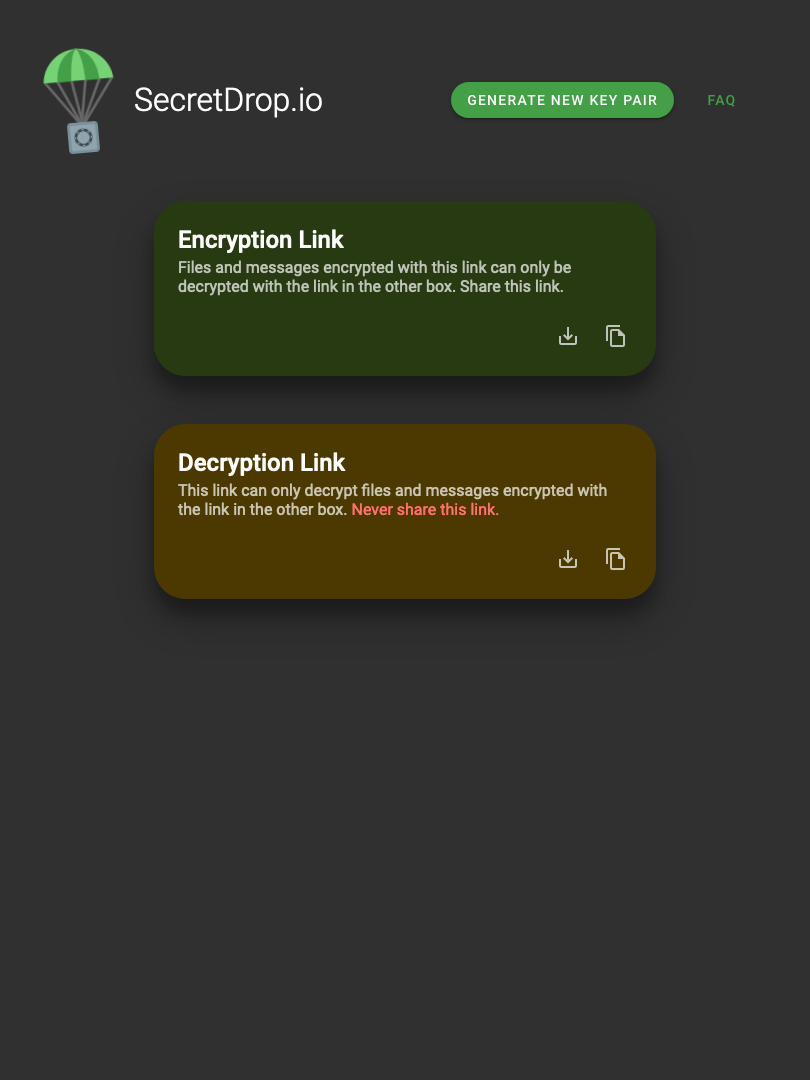 SecretDrop.io
GENERATE NEW KEY PAIR
FAQ
Encryption Link
Files and messages encrypted with this link can only be
decrypted with the link in the other box. Share this link.
Decryption Link
This link can only decrypt files and messages encrypted with
the link in the other box. Never share this link.